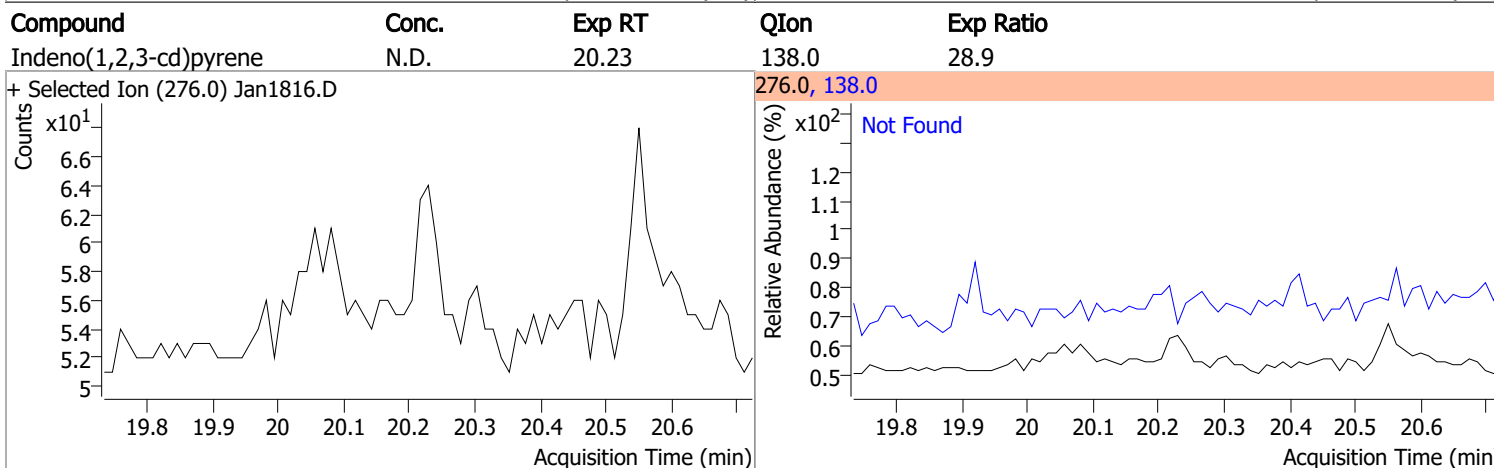 Compound Conc. Exp RT QIon Exp Ratio
Indeno(1,2,3-cd)pyrene N.D. 20.23 138.0 28.9
+ Selected Ion (276.0) Jan1816.D
Counts
x10¹
6.6
6.4
6.2
6
5.8
5.6
5.4
5.2
5
19.8 19.9 20 20.1 20.2 20.3 20.4 20.5 20.6
Acquisition Time (min)
276.0, 138.0
Relative Abundance (%)
x10²
Not Found
1.2
1.1
1
0.9
0.8
0.7
0.6
0.5
19.8 19.9 20 20.1 20.2 20.3 20.4 20.5 20.6
Acquisition Time (min)